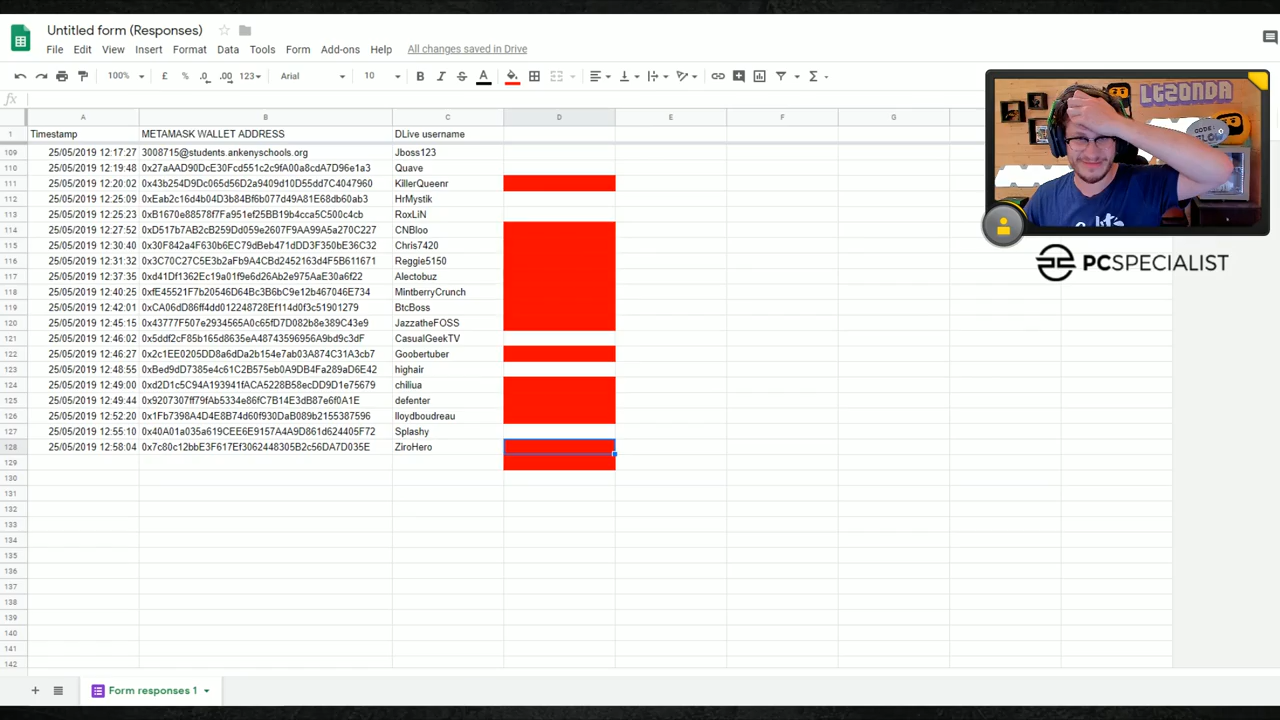 Untitled form (Responses)
File Edit View Insert Format Data Tools Form Add-ons Help All changes saved in Drive
100% £ % .0 .00 123 Arial 10 B I S A
fx
A B C D E F G
1 Timestamp METAMASK WALLET ADDRESS DLive username
109 25/05/2019 12:17:27 3008715@students.ankenyschools.org Jboss123
110 25/05/2019 12:19:48 0x27aAAD90DcE30Fcd551c2c9fA00a8cdA7D96e1a3 Quave
111 25/05/2019 12:20:02 0x43b254D9Dc065d56D2a9409d10D55dd7C4047960 KillerQueenr
112 25/05/2019 12:25:09 0xEab2c16d4b04D3b84Bf6b077d49A81E68db60ab3 HrMystik
113 25/05/2019 12:25:23 0xB1670e88578f7Fa951ef25BB19b4cca5C500c4cb RoxLiN
114 25/05/2019 12:27:52 0xD517b7AB2cB259Dd059e2607F9AA99A5a270C227 CNBloo
115 25/05/2019 12:30:40 0x30F842a4F630b6EC79dBeb471dDD3F350bE36C32 Chris7420
116 25/05/2019 12:31:32 0x3C70C27C5E3b2aFb9A4CBd2452163d4F5B611671 Reggie5150
117 25/05/2019 12:37:35 0xd41Df1362Ec19a01f9e6d26Ab2e975AaE30a6f22 Alectobuz
118 25/05/2019 12:40:25 0xfE45521F7b20546D64Bc3B6bC9e12b467046E734 MintberryCrunch
119 25/05/2019 12:42:01 0xCA06dD86ff4dd012248728Ef114d0f3c51901279 BtcBoss
120 25/05/2019 12:45:15 0x43777F507e2934565A0c65fD7D082b8e389C43e9 JazzatheFOSS
121 25/05/2019 12:46:02 0x5ddf2cF85b165d8635eA48743596956A9bd9c3dF CasualGeekTV
122 25/05/2019 12:46:27 0x2c1EE0205DD8a6dDa2b154e7ab03A874C31A3cb7 Goobertuber
123 25/05/2019 12:48:55 0xBed9dD7385e4c61C2B575eb0A9DB4Fa289aD6E42 highair
124 25/05/2019 12:49:00 0xd2D1c5C94A193941fACA5228B58ecDD9D1e75679 chiliua
125 25/05/2019 12:49:44 0x9207307ff79fAb5334e86fC7B14E3dB87e6f0A1E defenter
126 25/05/2019 12:52:20 0x1Fb7398A4D4E8B74d60f930DaB089b2155387596 lloydboudreau
127 25/05/2019 12:55:10 0x40A01a035a619CEE6E9157A4A9D861d624405F72 Splashy
128 25/05/2019 12:58:04 0x7c80c12bbE3F617Ef3062448305B2c56DA7D035E ZiroHero
129
130
131
132
133
134
135
136
137
138
139
140
141
142
Form responses 1
LTZONDA
CODE:
PCSPECIALIST